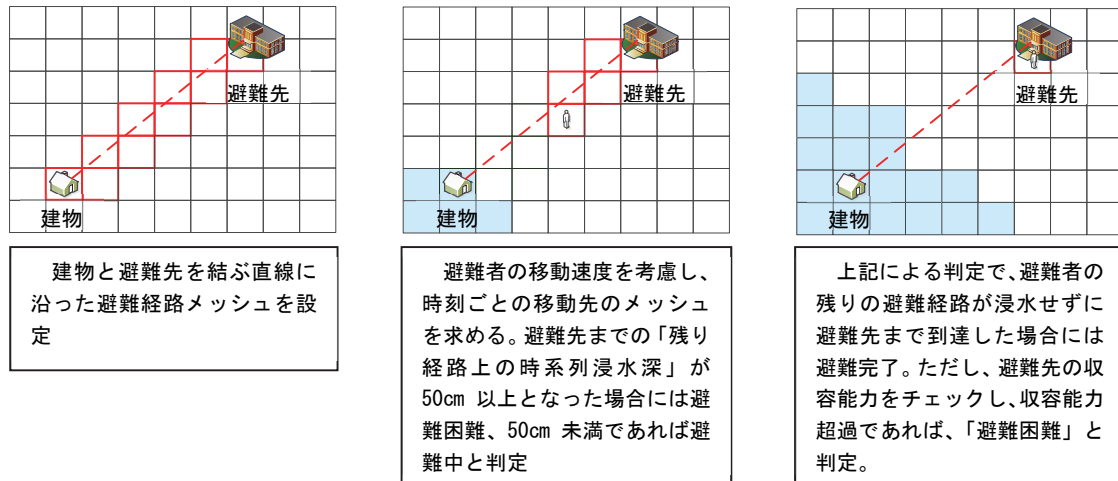 避難先
建物
建物と避難先を結ぶ直線に
沿った避難経路メッシュを設
定
避難先
建物
避難者の移動速度を考慮し、
時刻ごとの移動先のメッシュ
を求める。避難先までの「残り
経路上の時系列浸水深」が
50cm 以上となった場合には避
難困難、50cm 未満であれば避
難中と判定
避難先
建物
上記による判定で、避難者の
残りの避難経路が浸水せずに
避難先まで到達した場合には
避難完了。ただし、避難先の収
容能力をチェックし、収容能力
超過であれば、「避難困難」と
判定。